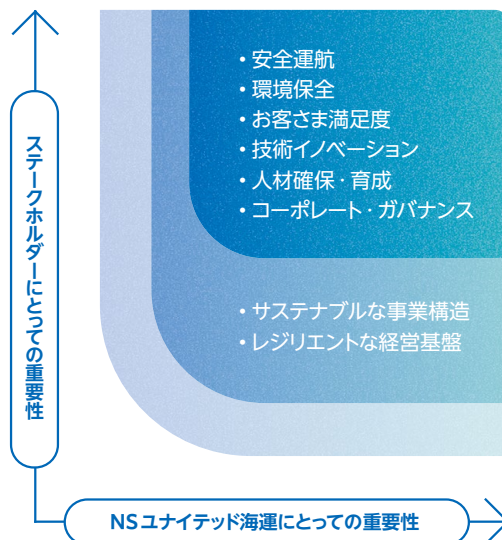 ・安全運航
・環境保全
・お客さま満足度
・技術イノベーション
・人材確保・育成
・コーポレート・ガバナンス
・サステナブルな事業構造
・レジリエントな経営基盤
ステークホルダーにとっての重要性
NSユナイテッド海運にとっての重要性